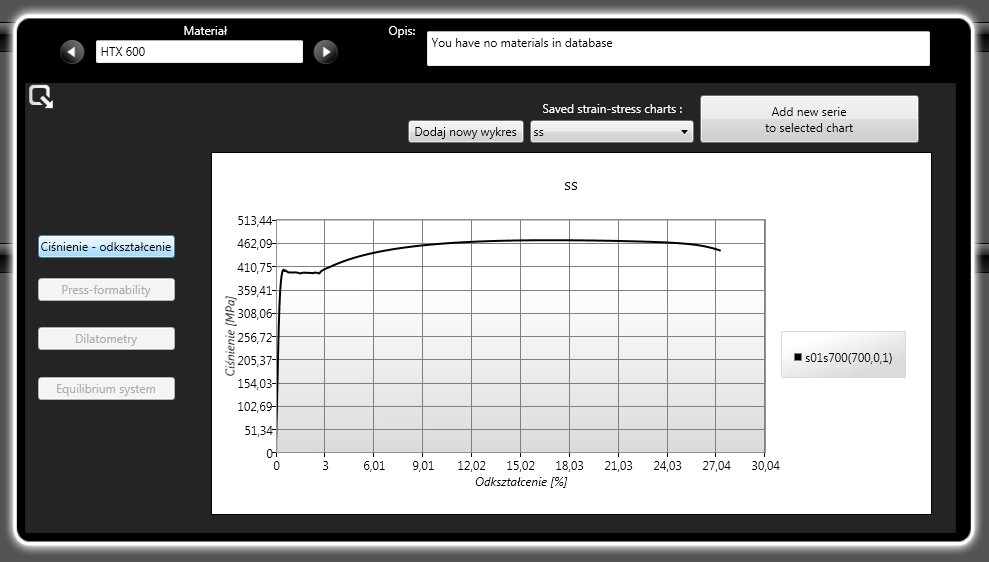 Materiał
Opis:
HTX 600
You have no materials in database
Saved strain-stress charts :
Add new serie
to selected chart
Dodaj nowy wykres
ss
ss
Ciśnienie - odkształcenie
Press-formability
Dilatometry
Equilibrium system
513,44
462,09
410,75
359,41
308,06
256,72
205,37
154,03
102,69
51,34
0
Ciśnienie [MPa]
0
3
6,01
9,01
12,02
15,02
18,03
21,03
24,03
27,04
30,04
Odkształcenie [%]
s01s700(700,0,1)